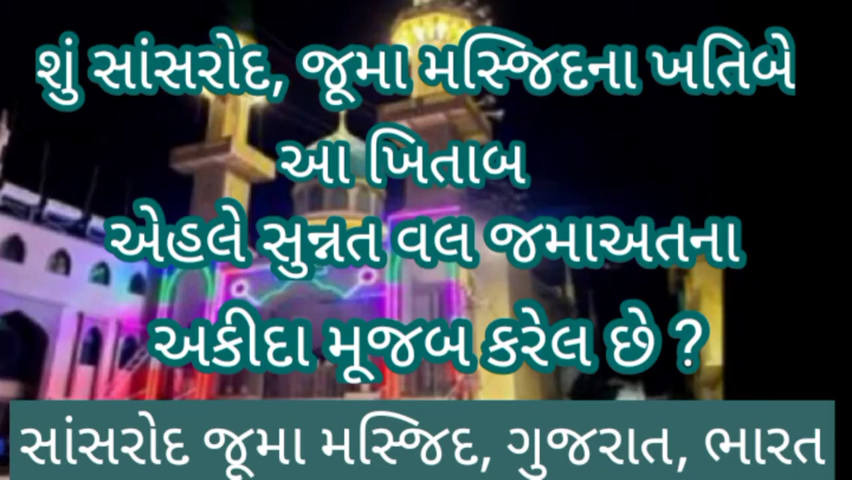 શું સાંસરોદ, જૂમા મસ્જિદના ખતિબે
આ ખિતાબ
એહલે સુન્નત વલ જમાઅતના
અકીદા મૂજબ કરેલ છે ?
સાંસરોદ જૂમા મસ્જિદ, ગુજરાત, ભારત